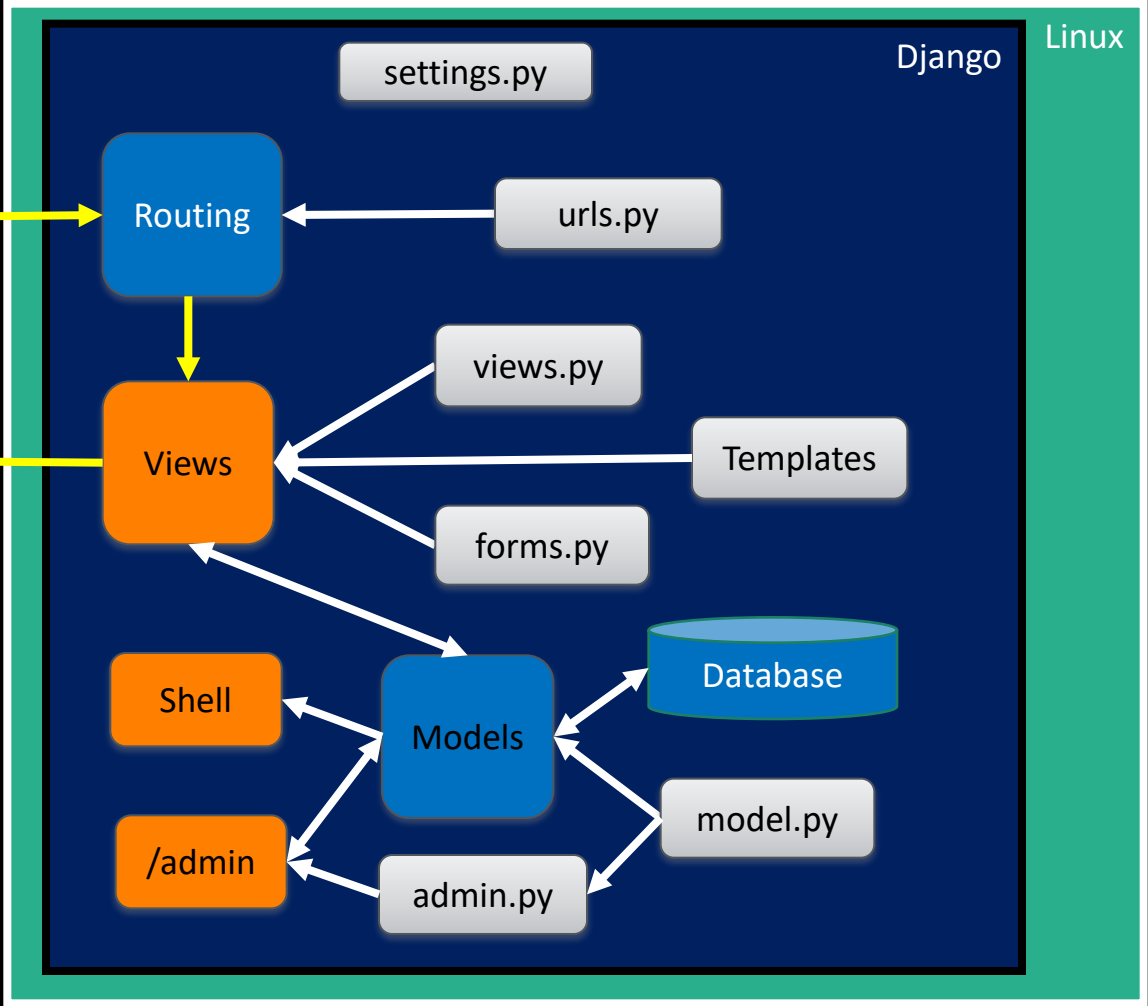 Linux
Django
settings.py
Routing
urls.py
views.py
Views
Templates
forms.py
Shell
Database
Models
model.py
/admin
admin.py